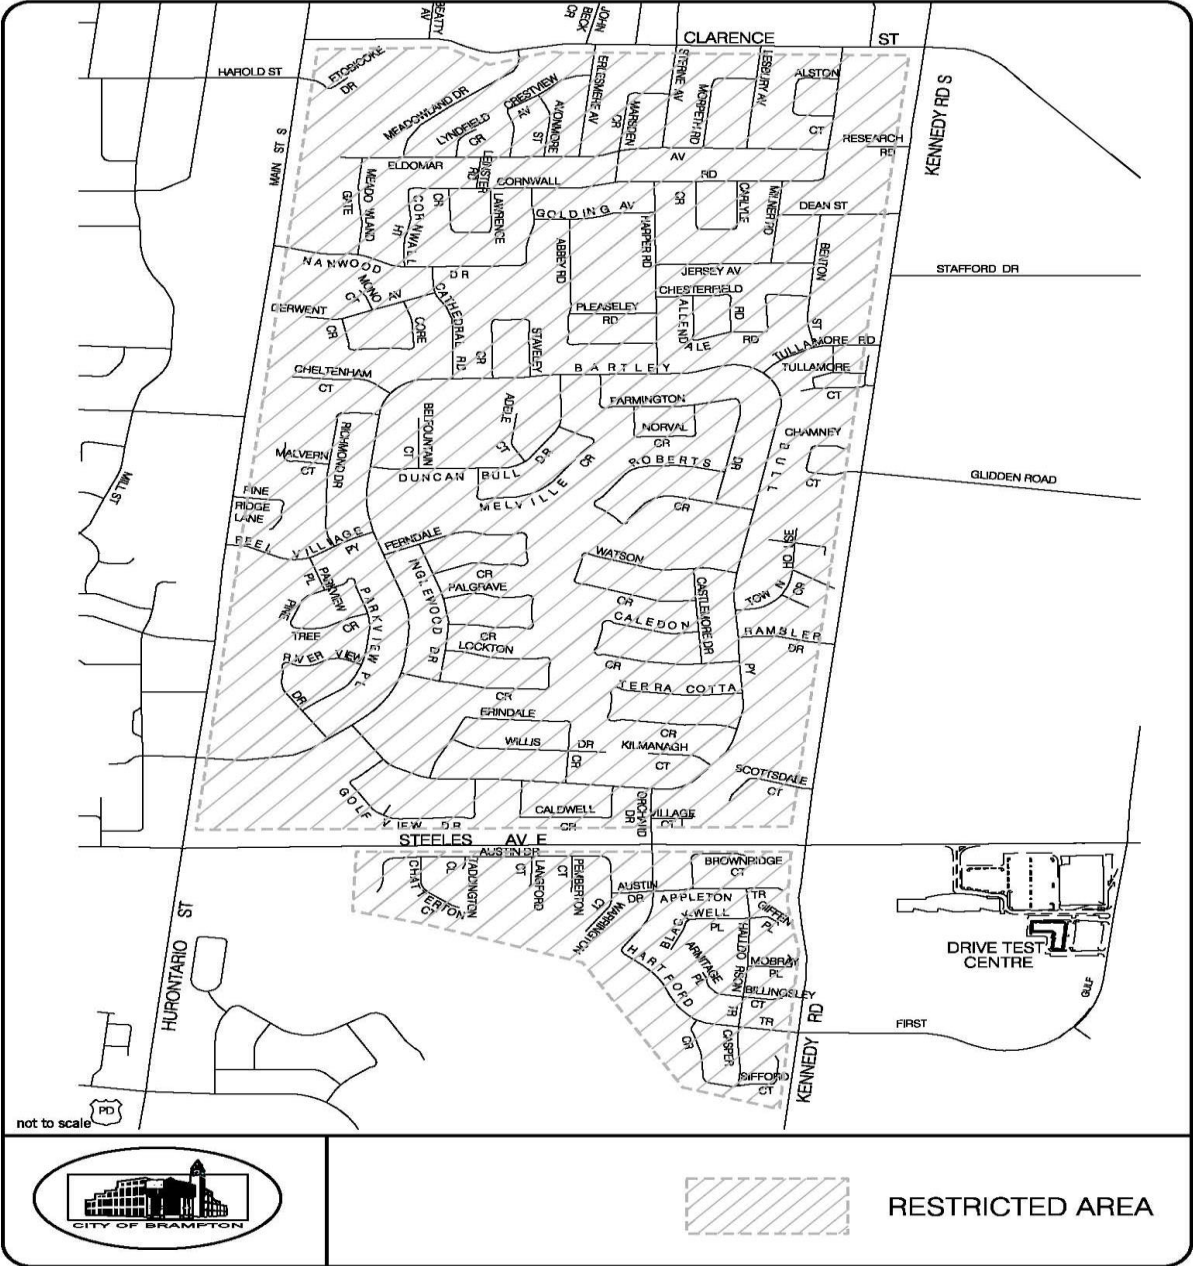 BEATTY
AV
JOHN
BECK
CR
CLARENCE ST
HAROLD ST
ETOBICOKE
DR
MEADOWLAND DR
LYNDFIELD
CR
CRESTVIEW
AV
AVONMORE
ST
ERLESMERE AV
MARSDEN
CR
STERNE AV
MORPETH RD
LESBURY AV
ALSTON
CT
RESEARCH
RD
KENNEDY RD S
MAIN ST S
ELDOMAR
AV
LEINSTER
RD
CORNWALL
RD
MEADOWLAND
GATE
CORNWALL
HT
CR
LAWRENCE
GOLDING AV
CR
CARLYLE
MILNER RD
DEAN ST
NANWOOD
DR
ABBEY RD
HARPER RD
BENTON
ST
JERSEY AV
STAFFORD DR
MONO
CT
AV
CHESTERFIELD
RD
DERWENT
CR
CORE
CATHEDRAL RD
CR
STAVELEY
PLEASELEY
RD
ALLENDALE
RD
TULLAMORE RD
CHELTENHAM
CT
BARTLEY
TULLAMORE
CT
FARMINGTON
DR
NORVAL
CR
RICHMOND DR
BELFOUNTAIN
CT
ADELE
CT
CHAMNEY
CT
MALVERN
CT
BULL
DUNCAN BULL DR
MELVILLE
CR
ROBERTS
CR
GLIDDEN ROAD
MILL ST
PINE
RIDGE
LANE
PEEL VILLAGE
PY
FERNDALE
CR
WATSON
CR
INGLEWOOD DR
PALGRAVE
CR
PARKVIEW
PL
PINE
TREE
CR
PARKVIEW PL
CASTLEMORE DR
TOWN HOUSE
CR
CALEDON
CR
RAMBLER
DR
RIVER VIEW
DR
LOCKTON
CR
PY
TERRA COTTA
CR
ERINDALE
DR
WILLIS
CR
KILMANAGH
CT
SCOTTSDALE
CT
GOLFVIEW DR
CALDWELL
CR
ORCHARD
DR
VILLAGE
CT
STEELES AV E
AUSTIN DR
CHATTERTON
CT
TADDINGTON
CL
LANGFORD
CT
PEMBERTON
CT
WARRINGTON
CT
AUSTIN
DR
BROWNRIDGE
CT
APPLETON
TR
GIFFEN
PL
BLACKWELL
PL
HARTFORD
TR
ARMITAGE
PL
HALLDORSON
TR
MOBRAY
PL
BILLINGSLEY
CT
CASPER
CR
SIFFORD
CT
FIRST
GULF
DRIVE TEST
CENTRE
HURONTARIO ST
KENNEDY RD
not to scale
PD
CITY OF BRAMPTON
RESTRICTED AREA